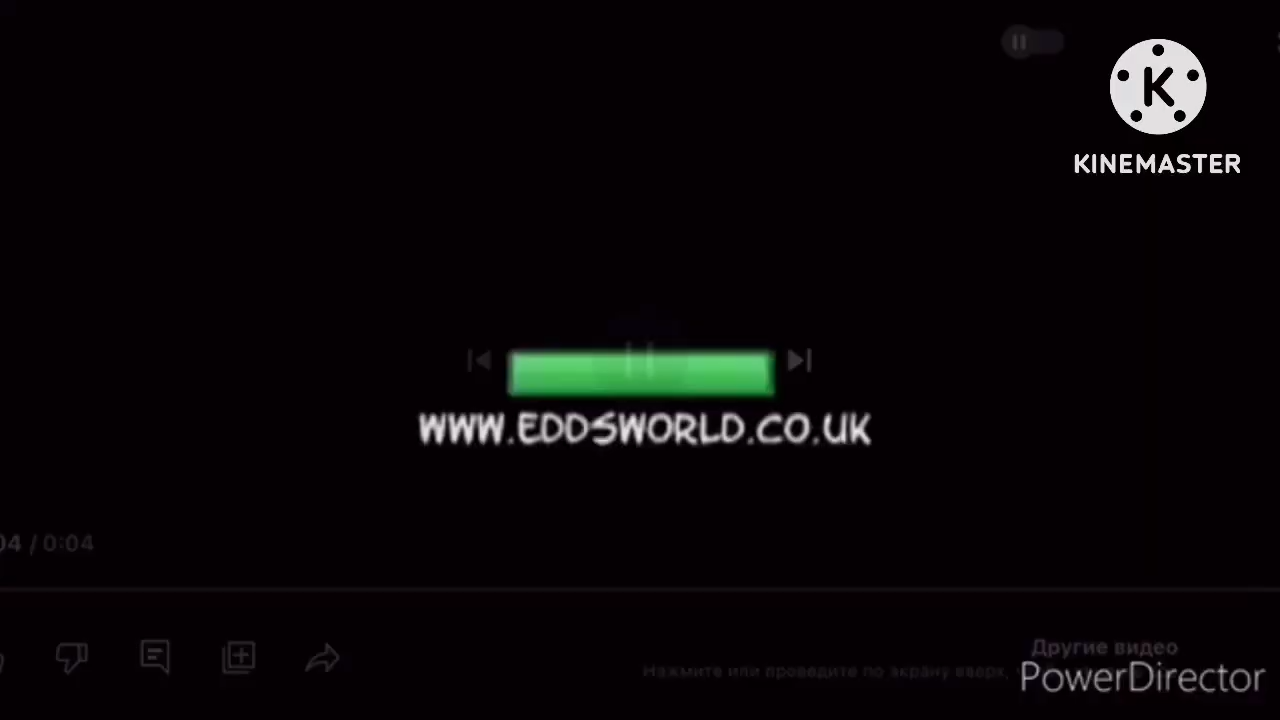 K
KINEMASTER
WWW.EDDSWORLD.CO.UK
04 / 0:04
Другие видео
Нажмите или проведите по экрану вверх,
PowerDirector